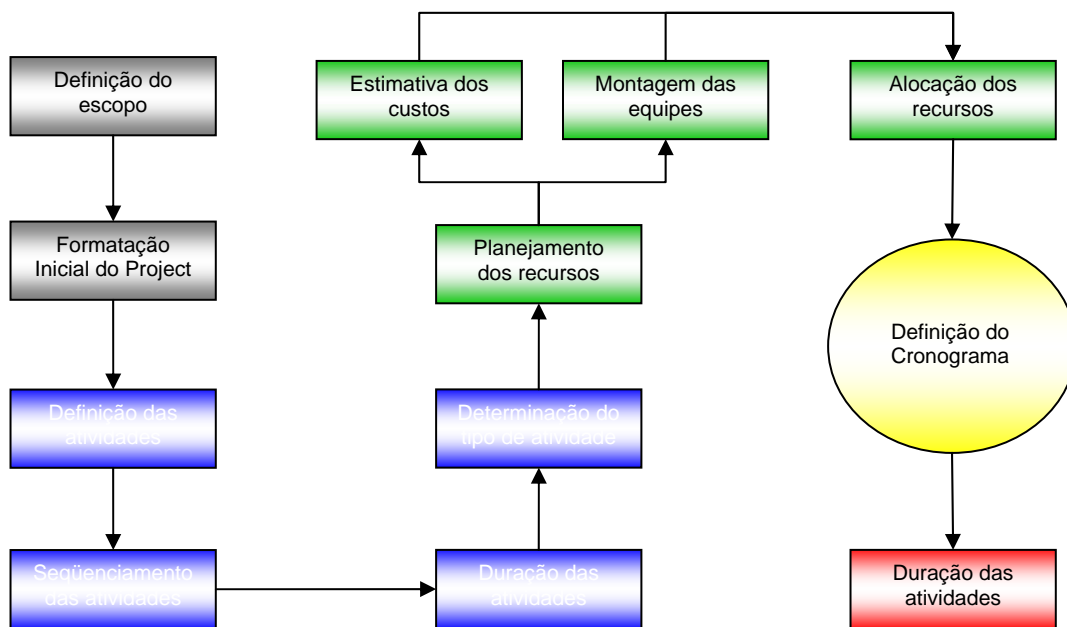 Definição do
escopo
Formatação
Inicial do Project
Definição das
atividades
Seqüenciamento
das atividades
Duração das
atividades
Determinação do
tipo de atividade
Planejamento
dos recursos
Estimativa dos
custos
Montagem das
equipes
Alocação dos
recursos
Definição do
Cronograma
Duração das
atividades